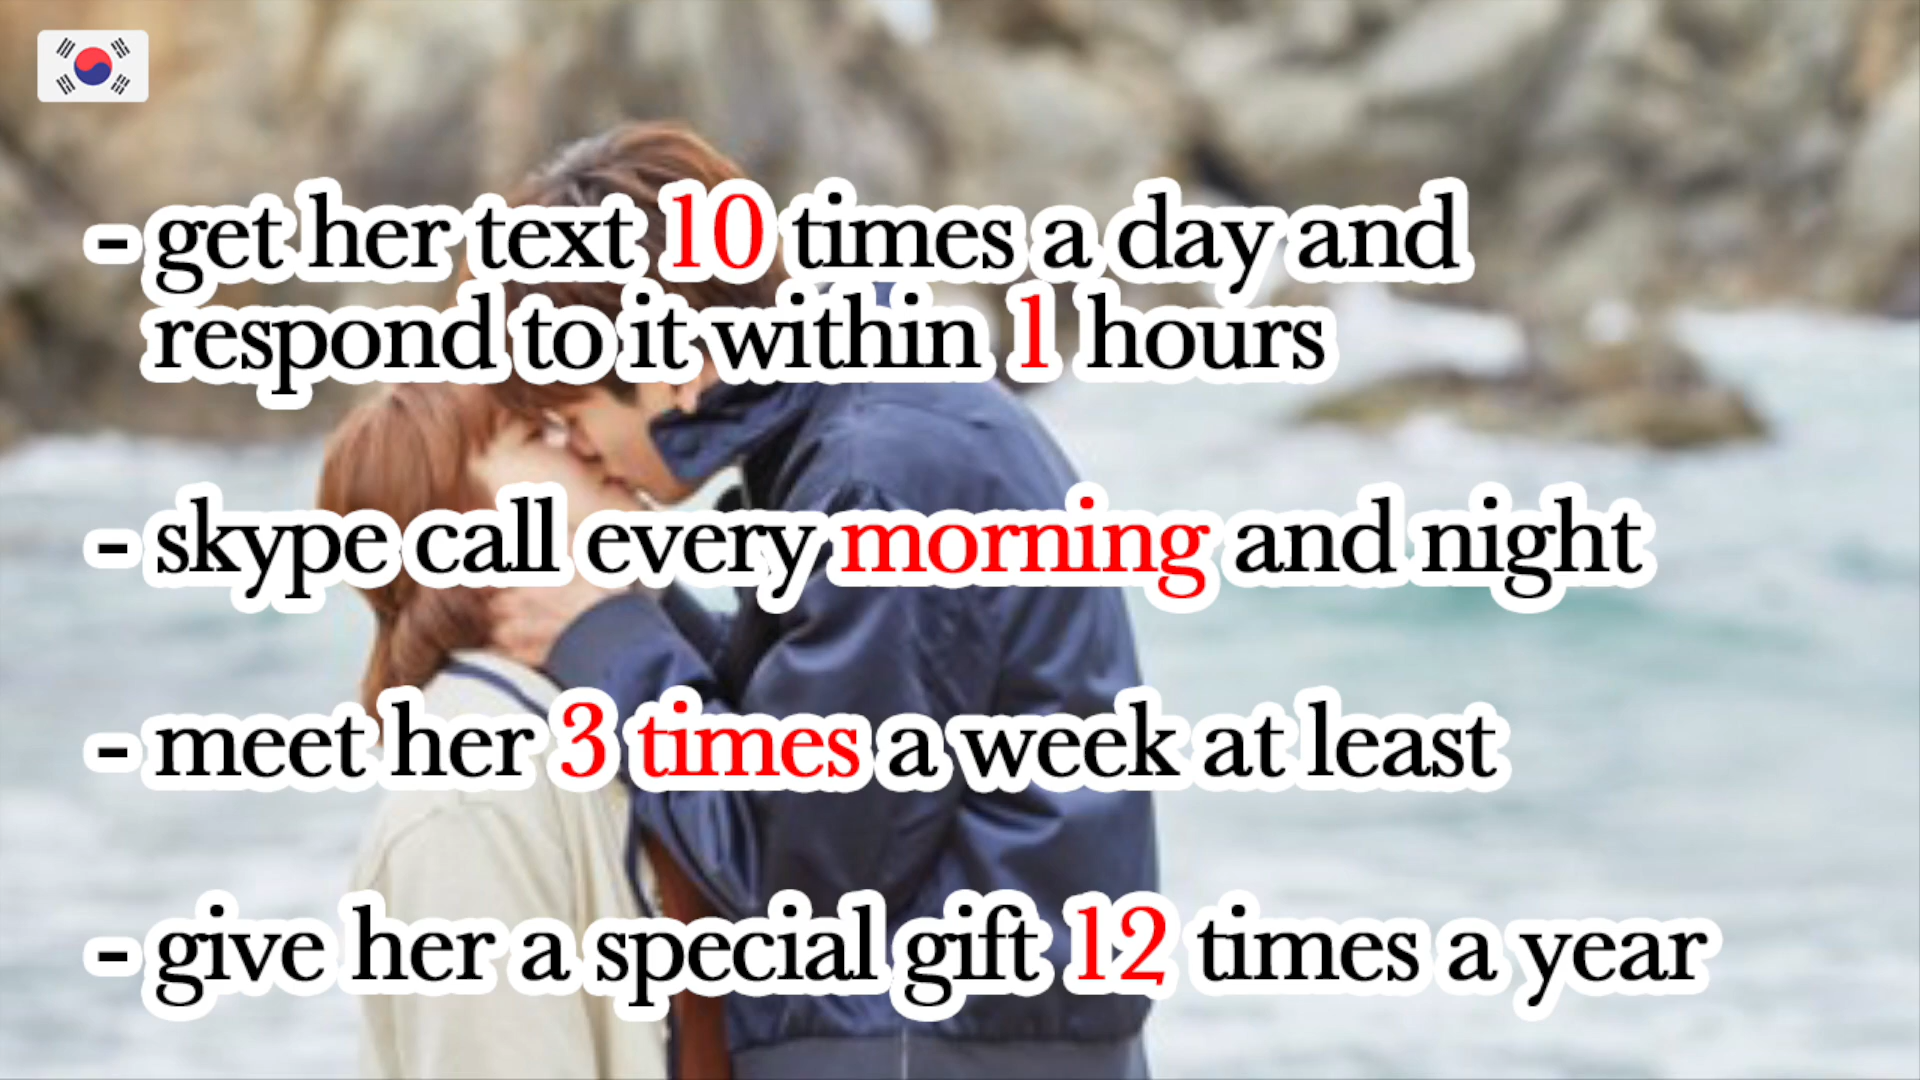 - get her text 10 times a day and
respond to it within 1 hours
- skype call every morning and night
- meet her 3 times a week at least
- give her a special gift 12 times a year